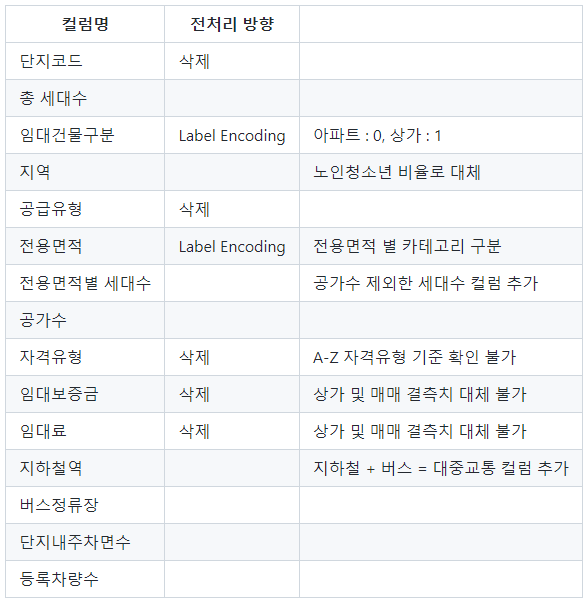 컬럼명 전처리 방향
단지코드 삭제
총 세대수
임대건물구분 Label Encoding 아파트 : 0, 상가 : 1
지역 노인청소년 비율로 대체
공급유형 삭제
전용면적 Label Encoding 전용면적 별 카테고리 구분
전용면적별 세대수 공가수 제외한 세대수 컬럼 추가
공가수
자격유형 삭제 A-Z 자격유형 기준 확인 불가
임대보증금 삭제 상가 및 매매 결측치 대체 불가
임대료 삭제 상가 및 매매 결측치 대체 불가
지하철역 지하철 + 버스 = 대중교통 컬럼 추가
버스정류장
단지내주차면수
등록차량수